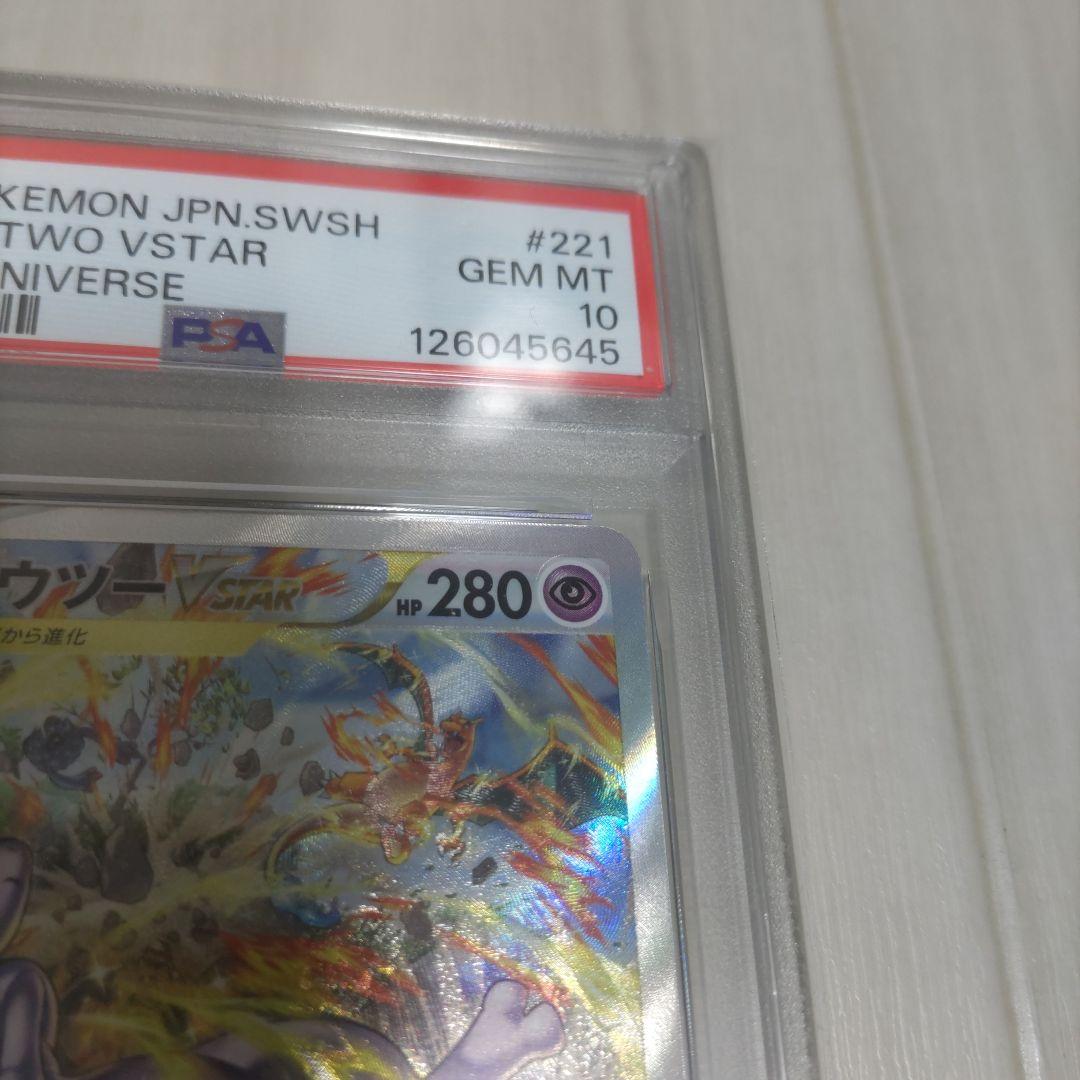 KEMON JPN.SWSH #221
TWO VSTAR GEM MT
NIVERSE 10
PSA 126045645
ウツー VSTAR HP 280
から進化